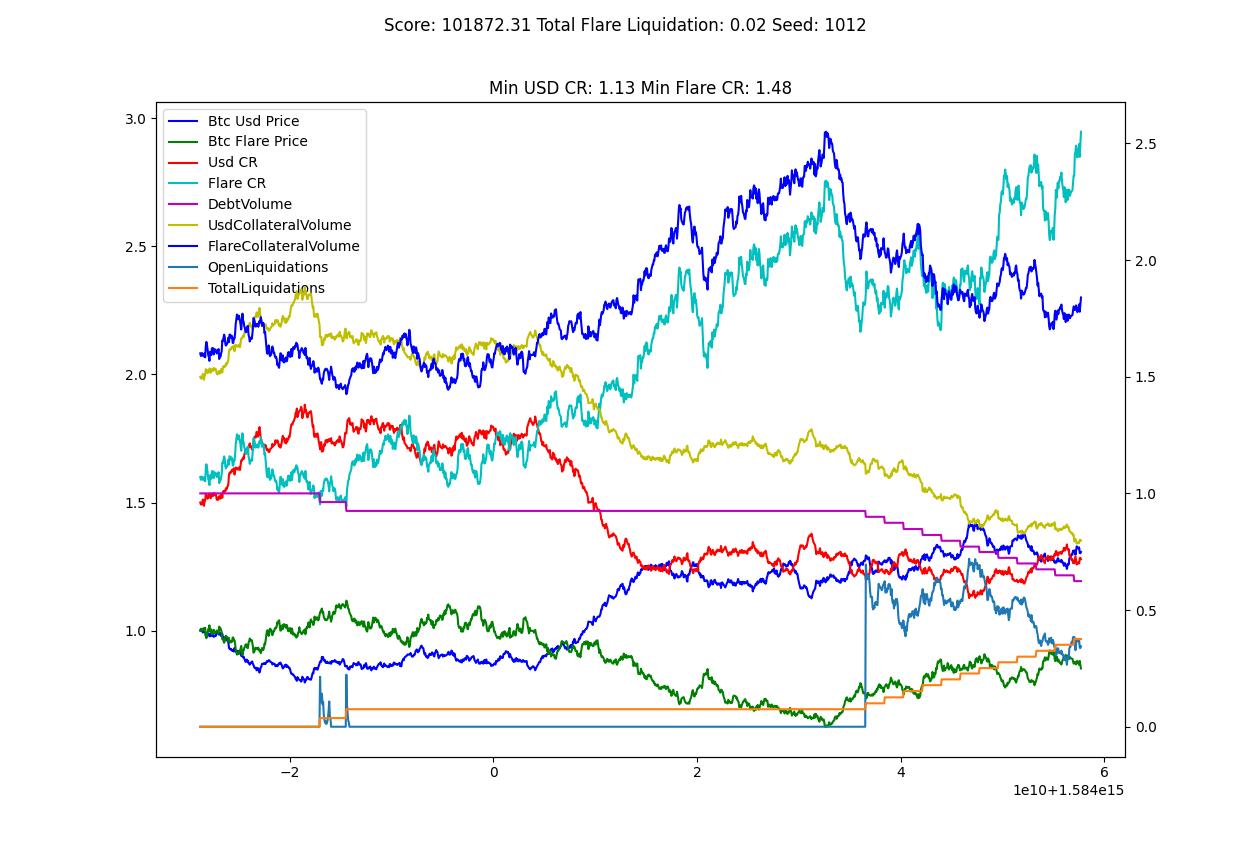 Score: 101872.31 Total Flare Liquidation: 0.02 Seed: 1012
Min USD CR: 1.13 Min Flare CR: 1.48
Btc Usd Price
Btc Flare Price
Usd CR
Flare CR
DebtVolume
UsdCollateralVolume
FlareCollateralVolume
OpenLiquidations
TotalLiquidations
3.0
2.5
2.0
1.5
1.0
2.5
2.0
1.5
1.0
0.5
0.0
−2
0
2
4
6
1e10+1.584e15